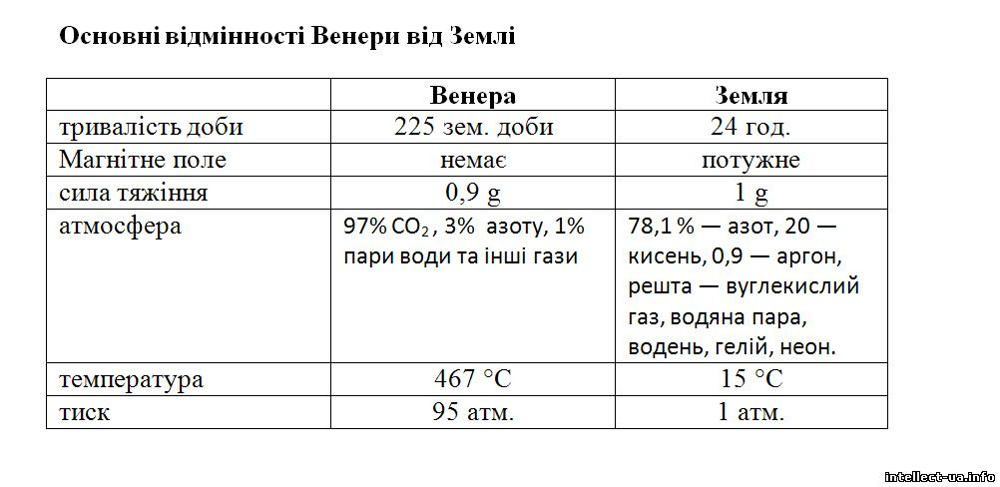 Основні відмінності Венери від Землі
Венера Земля
тривалість доби 225 зем. доби 24 год.
Магнітне поле немає потужне
сила тяжіння 0,9 g 1 g
атмосфера 97% CO₂ , 3% азоту, 1% 78,1 % — азот, 20 —
пари води та інші гази кисень, 0,9 — аргон,
решта — вуглекислий
газ, водяна пара,
водень, гелій, неон.
температура 467 °C 15 °C
тиск 95 атм. 1 атм.
intellect-ua.info